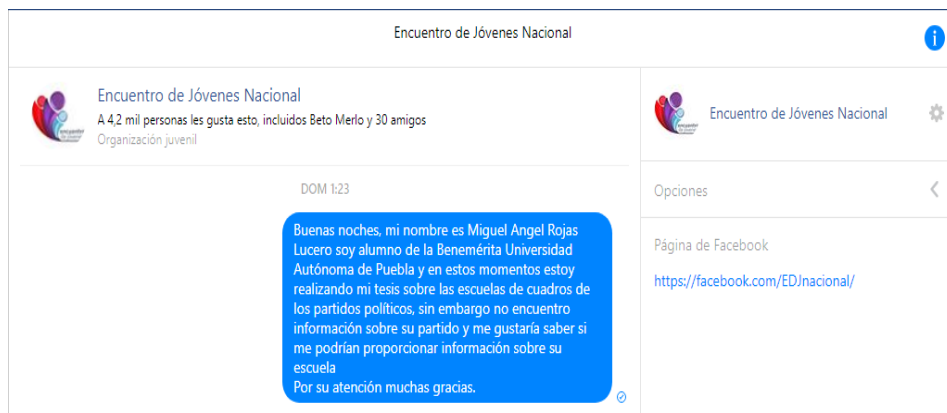 Encuentro de Jóvenes Nacional
Encuentro de Jóvenes Nacional
A 4,2 mil personas les gusta esto, incluidos Beto Merlo y 30 amigos
Organización juvenil
DOM 1:23
Buenas noches, mi nombre es Miguel Angel Rojas
Lucero soy alumno de la Benemérita Universidad
Autónoma de Puebla y en estos momentos estoy
realizando mi tesis sobre las escuelas de cuadros de
los partidos políticos, sin embargo no encuentro
información sobre su partido y me gustaría saber si
me podrían proporcionar información sobre su
escuela
Por su atención muchas gracias.
Encuentro de Jóvenes Nacional
Opciones
Página de Facebook
https://facebook.com/EDJnacional/